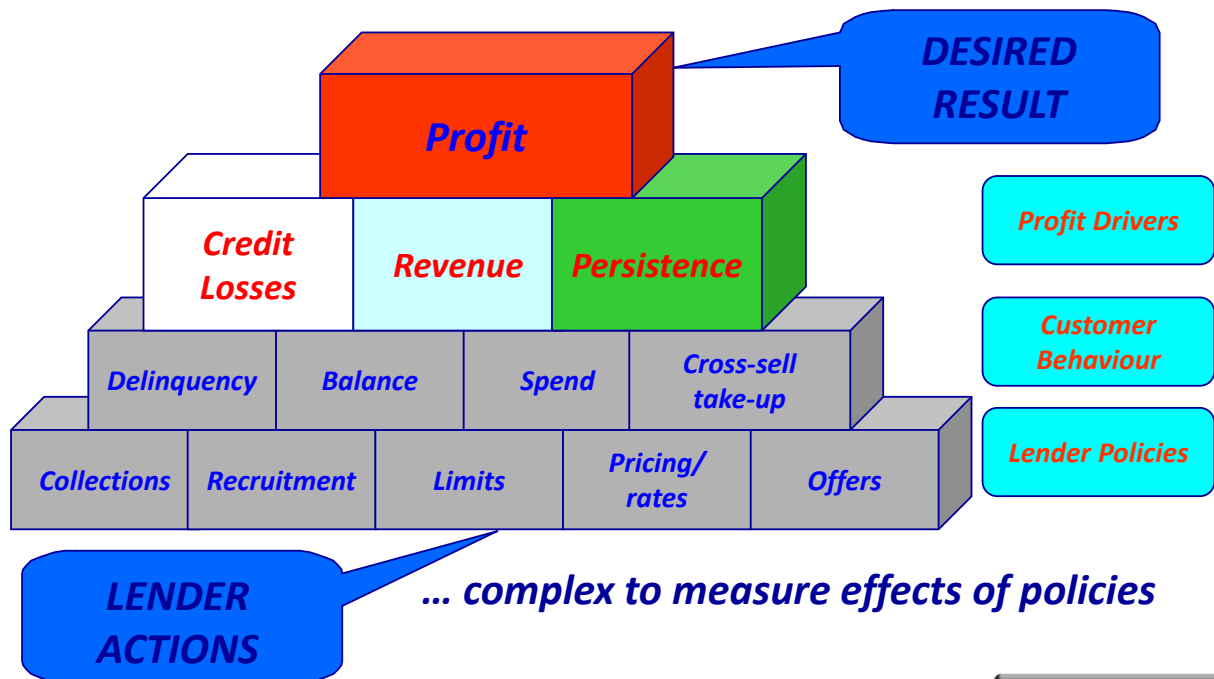 DESIRED
RESULT
Profit
Credit
Losses
Revenue
Persistence
Profit Drivers
Delinquency
Balance
Spend
Cross-sell
take-up
Customer
Behaviour
Collections
Recruitment
Limits
Pricing/
rates
Offers
Lender Policies
LENDER
ACTIONS
... complex to measure effects of policies